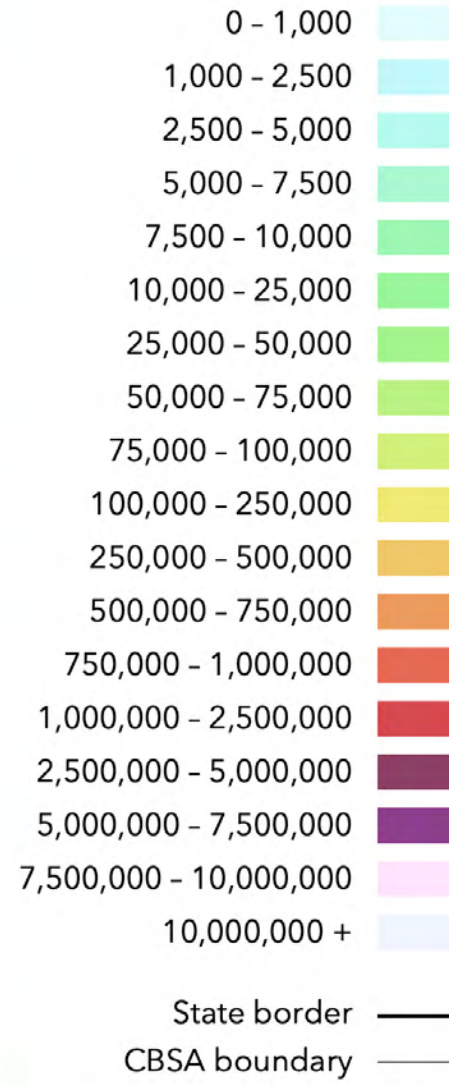 0 – 1,000
1,000 – 2,500
2,500 – 5,000
5,000 – 7,500
7,500 – 10,000
10,000 – 25,000
25,000 – 50,000
50,000 – 75,000
75,000 – 100,000
100,000 – 250,000
250,000 – 500,000
500,000 – 750,000
750,000 – 1,000,000
1,000,000 – 2,500,000
2,500,000 – 5,000,000
5,000,000 – 7,500,000
7,500,000 – 10,000,000
10,000,000 +
State border
CBSA boundary